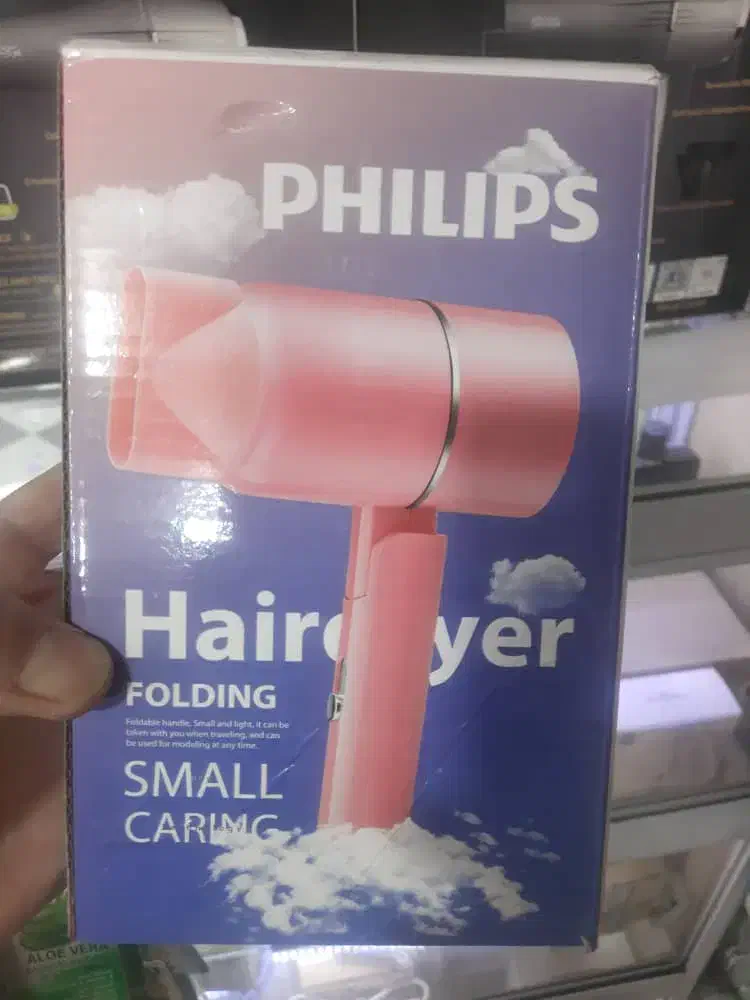 PHILIPS
Hair yer
FOLDING
Foldable handle, Small and light, it can be
taken with you when traveling, and can
be used for modeling at any time.
SMALL
CARING
ALOE VERA